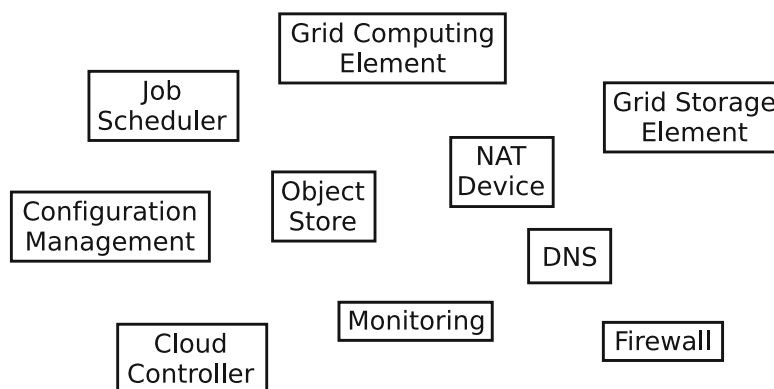 Grid Computing
Element
Job
Scheduler
Grid Storage
Element
NAT
Device
Object
Store
Configuration
Management
DNS
Monitoring
Firewall
Cloud
Controller